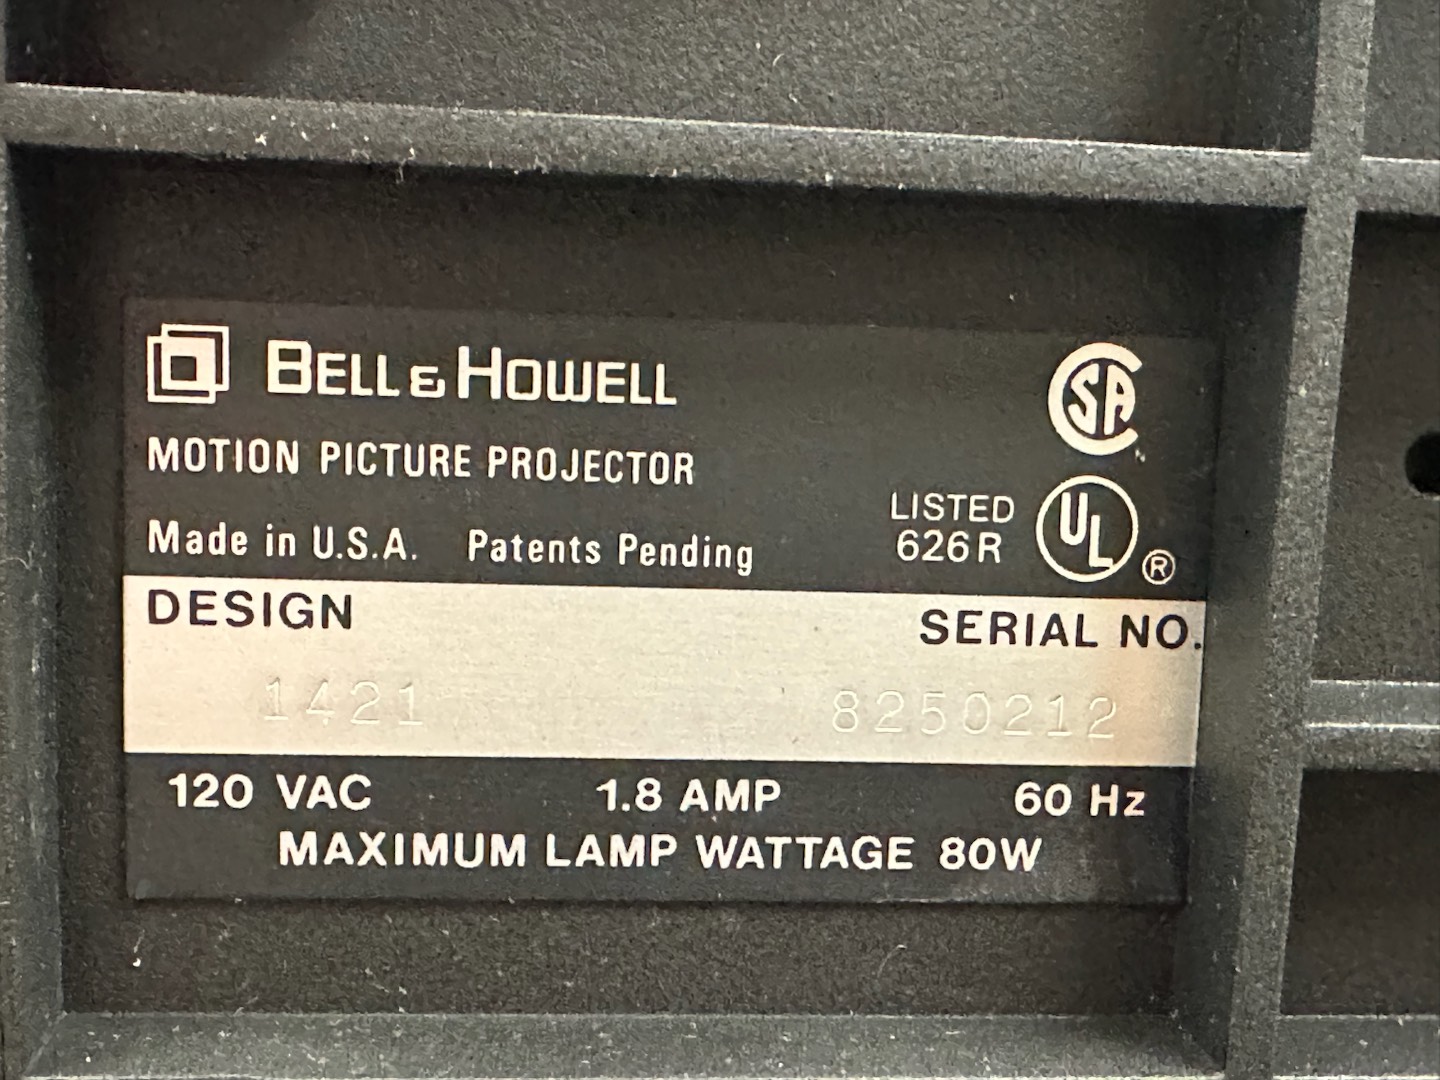 BELL & HOWELL
MOTION PICTURE PROJECTOR
Made in U.S.A. Patents Pending
CSA
LISTED
626R
UL ®
DESIGN SERIAL NO.
1421 8250212
120 VAC 1.8 AMP 60 Hz
MAXIMUM LAMP WATTAGE 80W